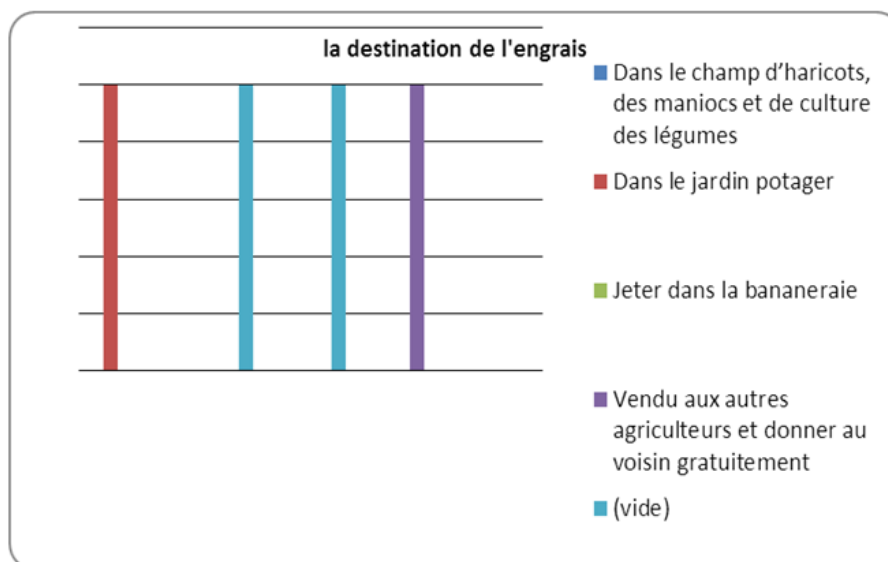 la destination de l'engrais
Dans le champ d’haricots,
des maniocs et de culture
des légumes
Dans le jardin potager
Jeter dans la bananeraie
Vendu aux autres
agriculteurs et donner au
voisin gratuitement
(vide)